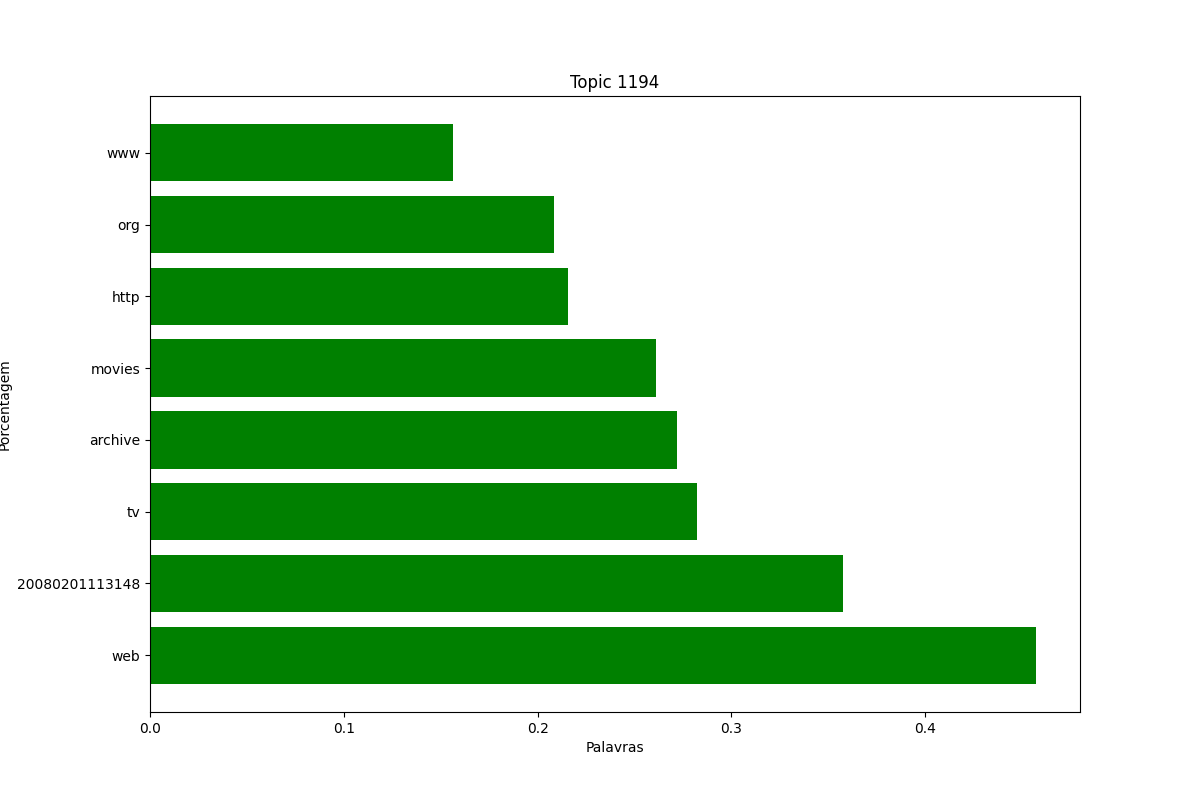 Topic 1194
www
org
http
movies
archive
tv
20080201113148
web
Porcentagem
0.0 0.1 0.2 0.3 0.4
Palavras